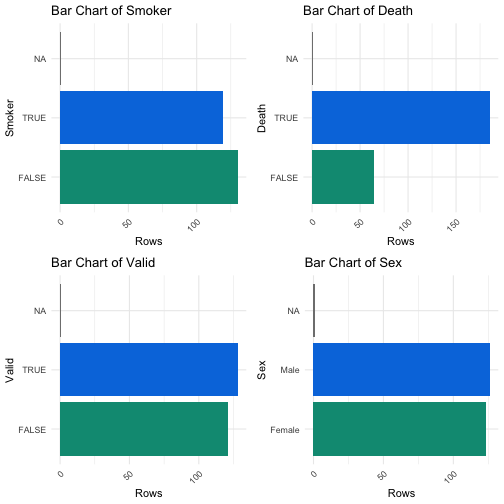 Bar Chart of Smoker
NA
TRUE
FALSE
Smoker
0
50
100
Rows
Bar Chart of Death
NA
TRUE
FALSE
Death
0
50
100
150
Rows
Bar Chart of Valid
NA
TRUE
FALSE
Valid
0
50
100
Rows
Bar Chart of Sex
NA
Male
Female
Sex
0
50
100
Rows